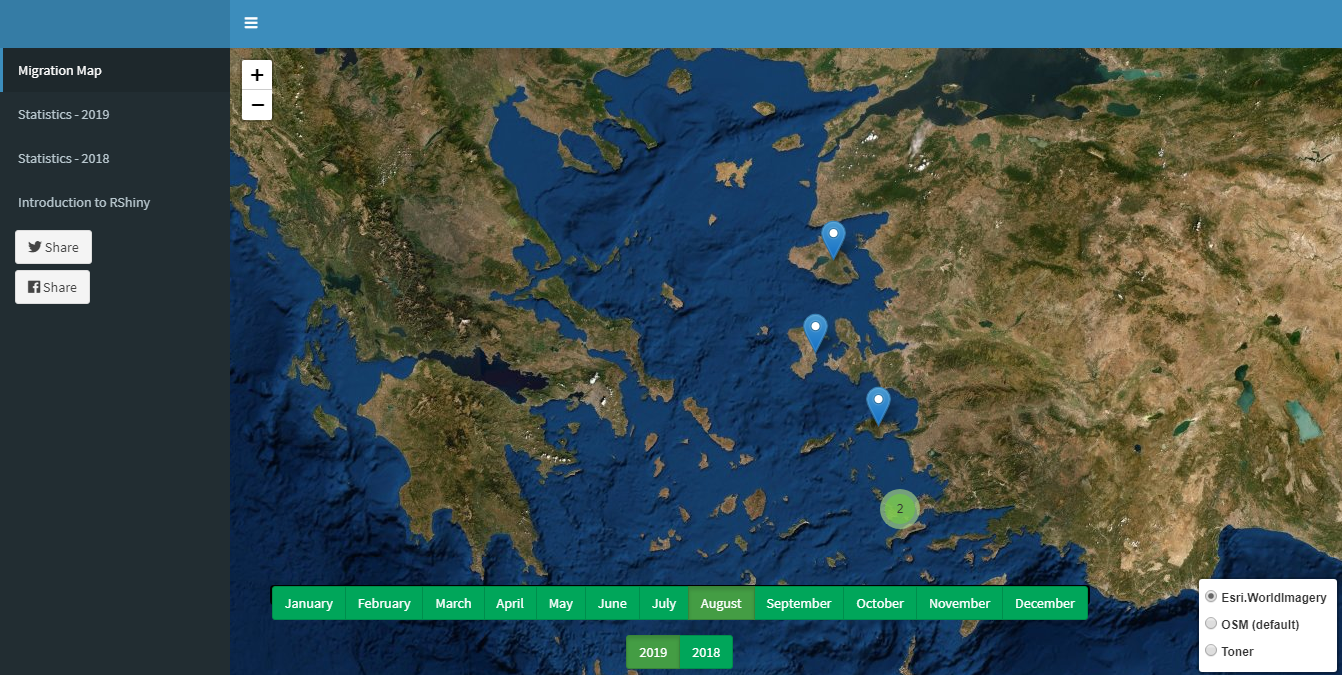 +
−
Migration Map
Statistics - 2019
Statistics - 2018
Introduction to RShiny
Share
Share
2
January February March April May June July August September October November December
2019 2018
Esri.WorldImagery
OSM (default)
Toner